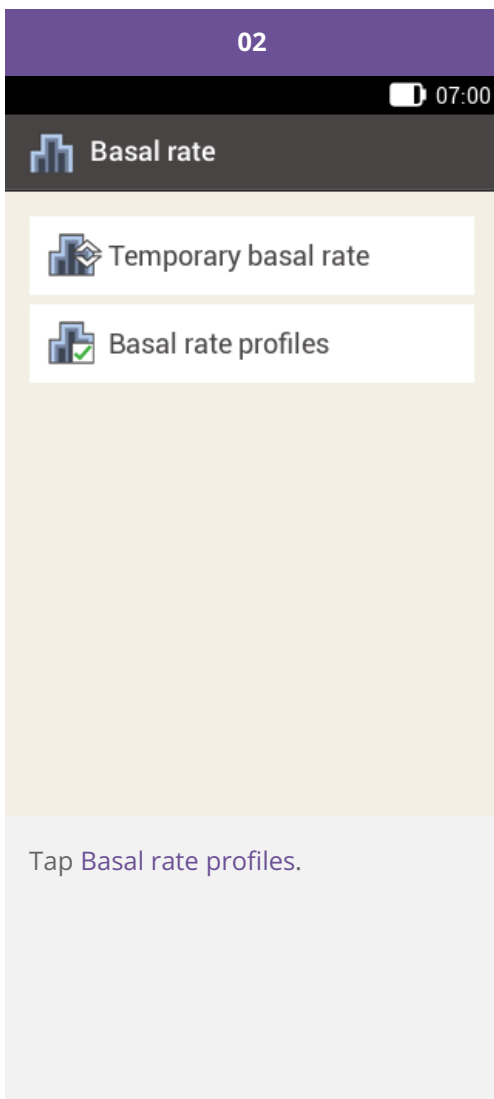 02
07:00
Basal rate
Temporary basal rate
Basal rate profiles
Tap Basal rate profiles.